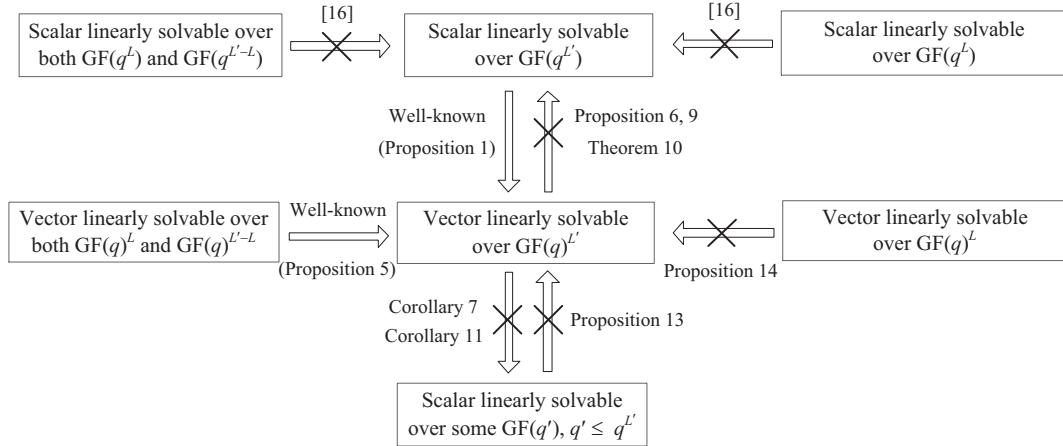 [16]
[16]
Scalar linearly solvable over
both GF(q^L) and GF(q^{L′–L})
Scalar linearly solvable
over GF(q^{L′})
Scalar linearly solvable
over GF(q^L)
Well-known
(Proposition 1)
Proposition 6, 9
Theorem 10
Vector linearly solvable over
both GF(q)^L and GF(q)^{L′–L}
Well-known
(Proposition 5)
Vector linearly solvable
over GF(q)^{L′}
Proposition 14
Vector linearly solvable
over GF(q)^L
Corollary 7
Corollary 11
Proposition 13
Scalar linearly solvable
over some GF(q′), q′ ≤ q^{L′}